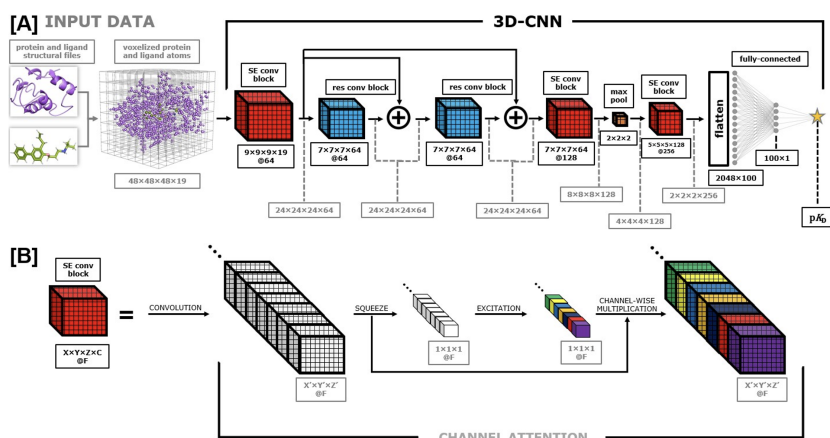 [A] INPUT DATA
3D-CNN
protein and ligand
structural files
voxelized protein
and ligand atoms
48×48×48×19
SE conv
block
9×9×9×19
@64
24×24×24×64
res conv block
7×7×7×64
@64
24×24×24×64
res conv block
7×7×7×64
@64
24×24×24×64
SE conv
block
7×7×7×64
@128
8×8×8×128
max
pool
2×2×2
4×4×4×128
SE conv
block
5×5×5×128
@256
2×2×2×256
flatten
2048×100
fully-connected
100×1
pKD
[B]
SE conv
block
X×Y×Z×C
@F
=
CONVOLUTION
X'×Y'×Z'
@F
SQUEEZE
1×1×1
@F
EXCITATION
1×1×1
@F
CHANNEL-WISE
MULTIPLICATION
X'×Y'×Z'
@F
CHANNEL ATTENTION